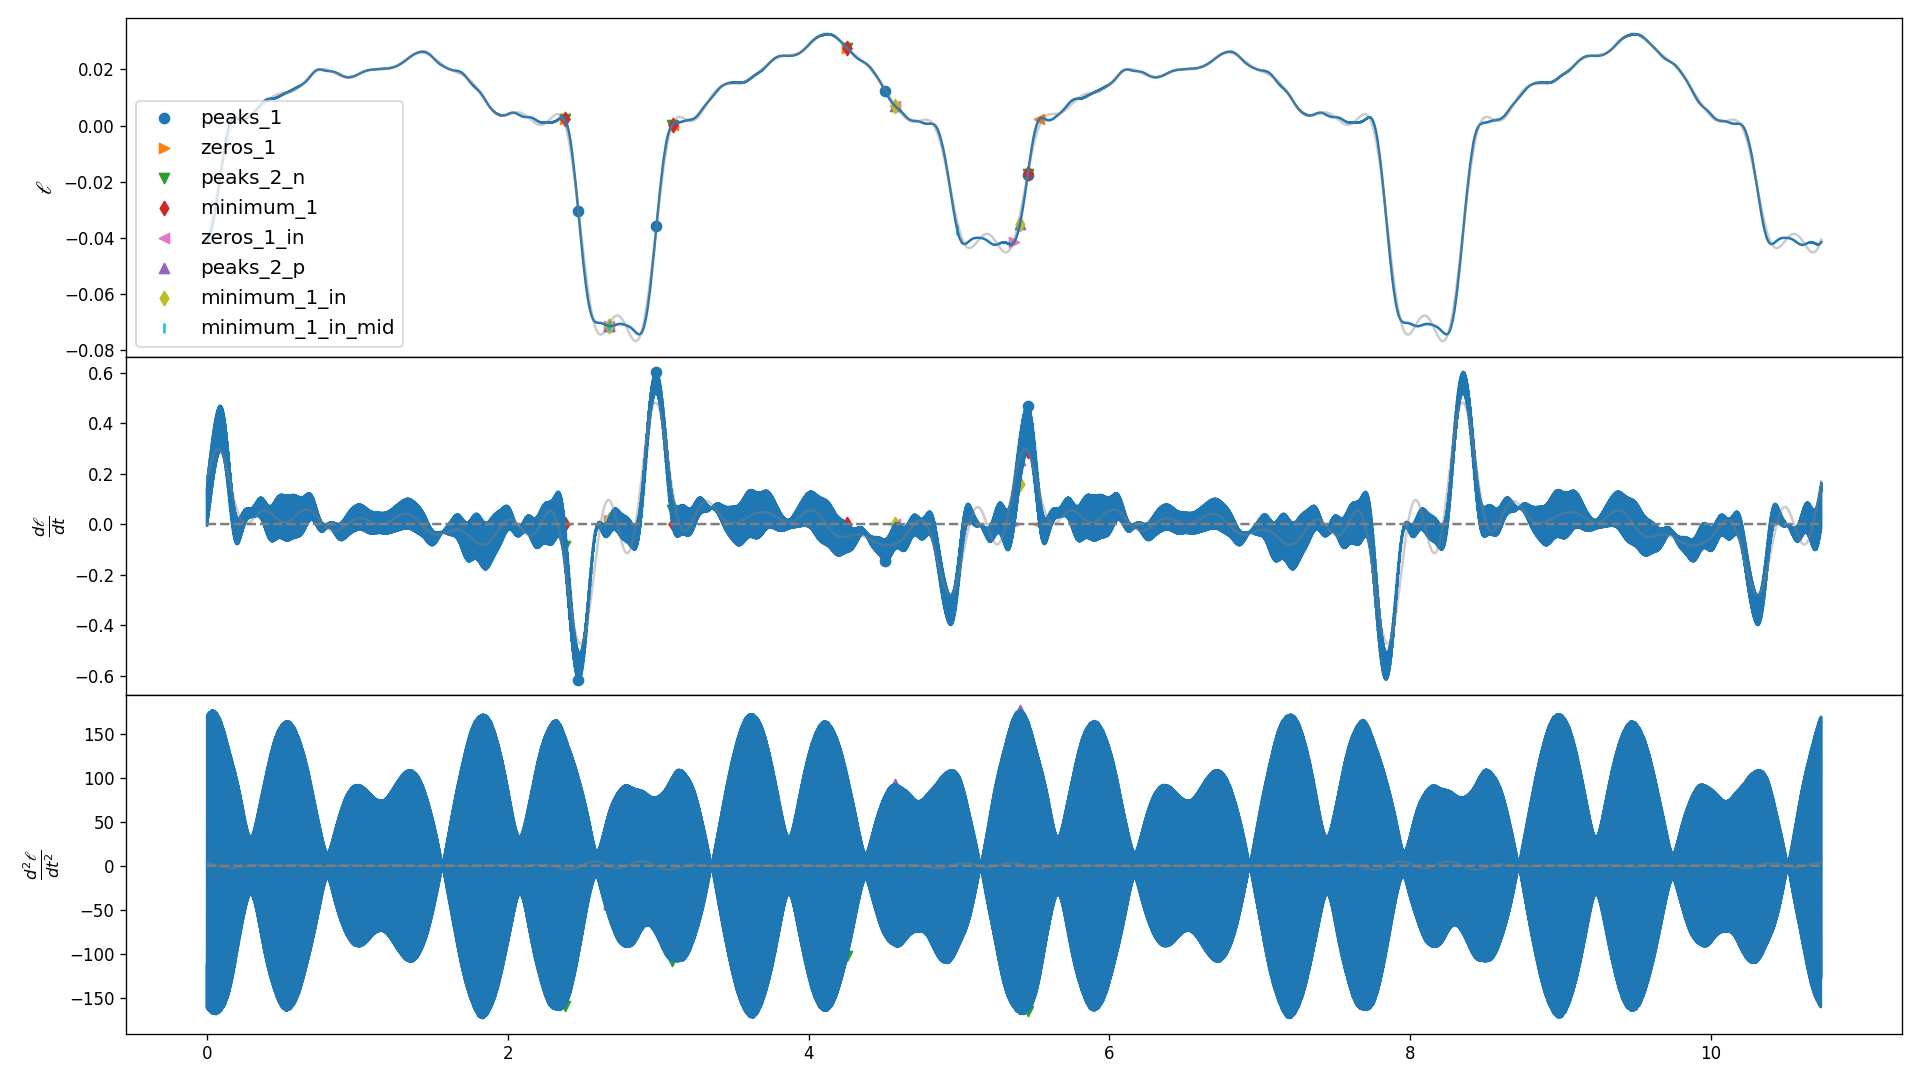 0.02
0.00
−0.02
−0.04
−0.06
−0.08
ℓ
peaks_1
zeros_1
peaks_2_n
minimum_1
zeros_1_in
peaks_2_p
minimum_1_in
minimum_1_in_mid
0.6
0.4
0.2
0.0
−0.2
−0.4
−0.6
dℓ
dt
150
100
50
0
−50
−100
−150
d²ℓ
dt²
0 2 4 6 8 10